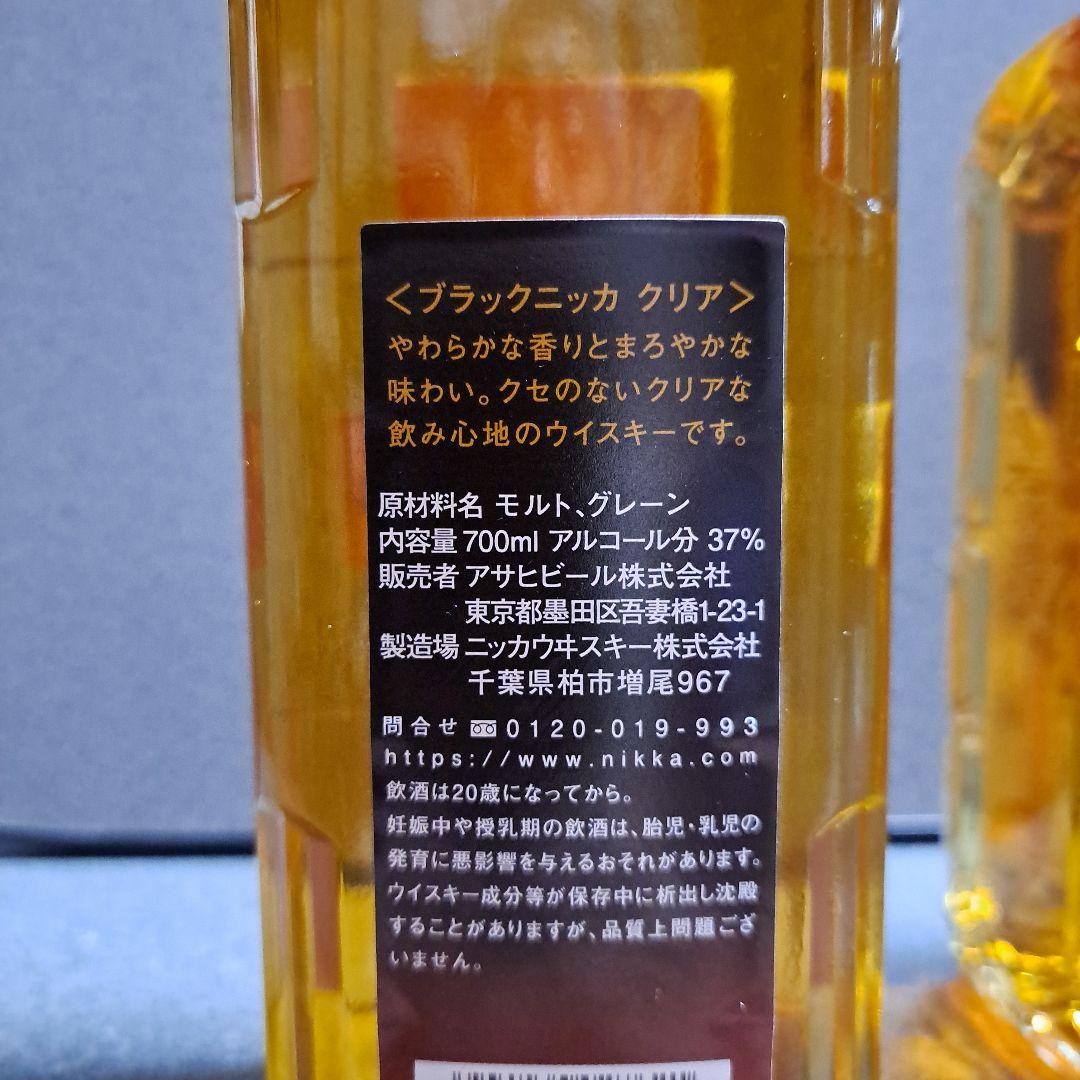 <ブラックニッカ クリア>
やわらかな香りとまろやかな
味わい。クセのないクリアな
飲み心地のウイスキーです。
原材料名 モルト、グレーン
内容量 700ml アルコール分 37%
販売者 アサヒビール株式会社
東京都墨田区吾妻橋1-23-1
製造場 ニッカウヰスキー株式会社
千葉県柏市増尾967
問合せ 0120-019-993
https://www.nikka.com
飲酒は20歳になってから。
妊娠中や授乳期の飲酒は、胎児・乳児の
発育に悪影響を与えるおそれがあります。
ウイスキー成分等が保存中に析出し沈殿
することがありますが、品質上問題ござ
いません。